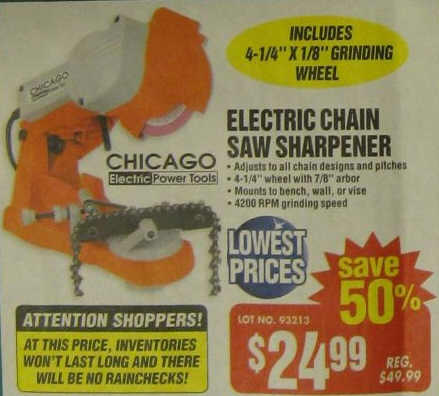 INCLUDES
4-1/4" X 1/8" GRINDING
WHEEL
CHICAGO
ELECTRIC CHAIN
SAW SHARPENER
• Adjusts to all chain designs and pitches
• 4-1/4" wheel with 7/8" arbor
• Mounts to bench, wall, or vise
• 4200 RPM grinding speed
CHICAGO
Electric Power Tools
LOWEST
PRICES
save
50%
LOT NO. 93213
$2499
REG.
$49.99
ATTENTION SHOPPERS!
AT THIS PRICE, INVENTORIES
WON'T LAST LONG AND THERE
WILL BE NO RAINCHECKS!